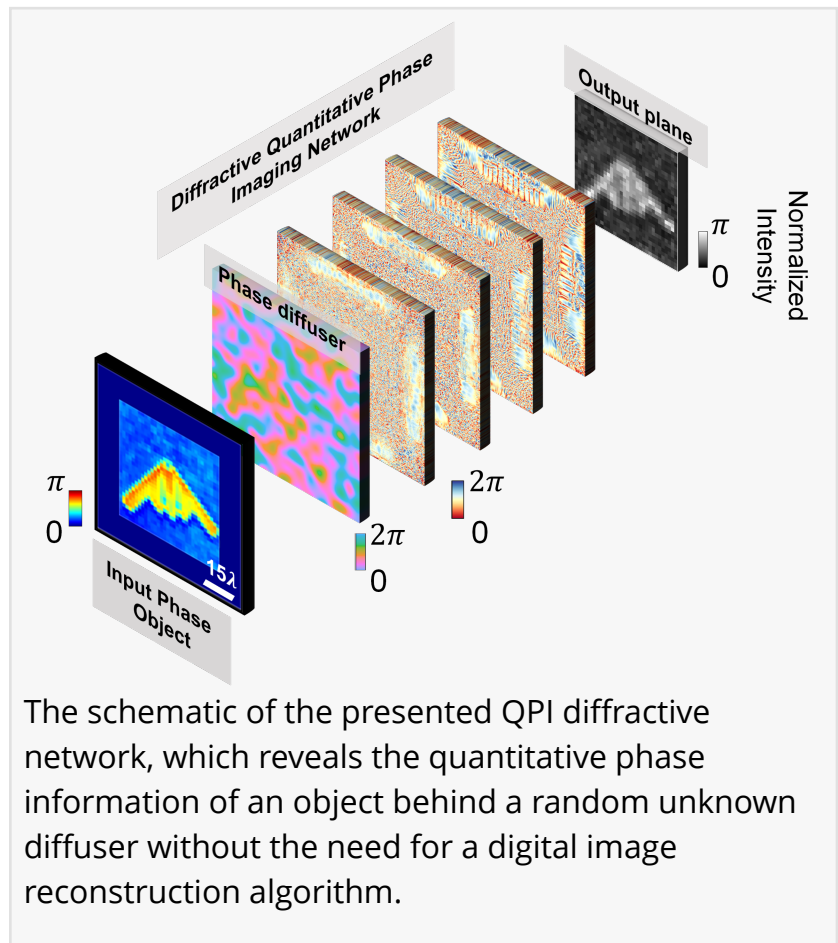 Diffractive Quantitative Phase
Imaging Network
Output plane
Normalized
Intensity
π
0
Phase diffuser
π
0
15λ
2π
0
2π
0
Input Phase
Object
The schematic of the presented QPI diffractive
network, which reveals the quantitative phase
information of an object behind a random unknown
diffuser without the need for a digital image
reconstruction algorithm.